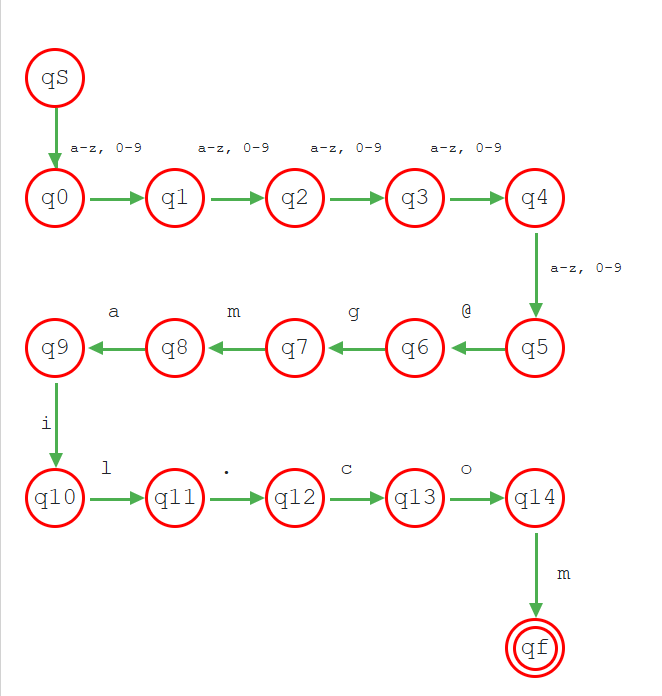 qS
a-z, 0-9 a-z, 0-9 a-z, 0-9 a-z, 0-9
q0 q1 q2 q3 q4
a-z, 0-9
a m g @
q9 q8 q7 q6 q5
i
l . c o
q10 q11 q12 q13 q14
m
qf